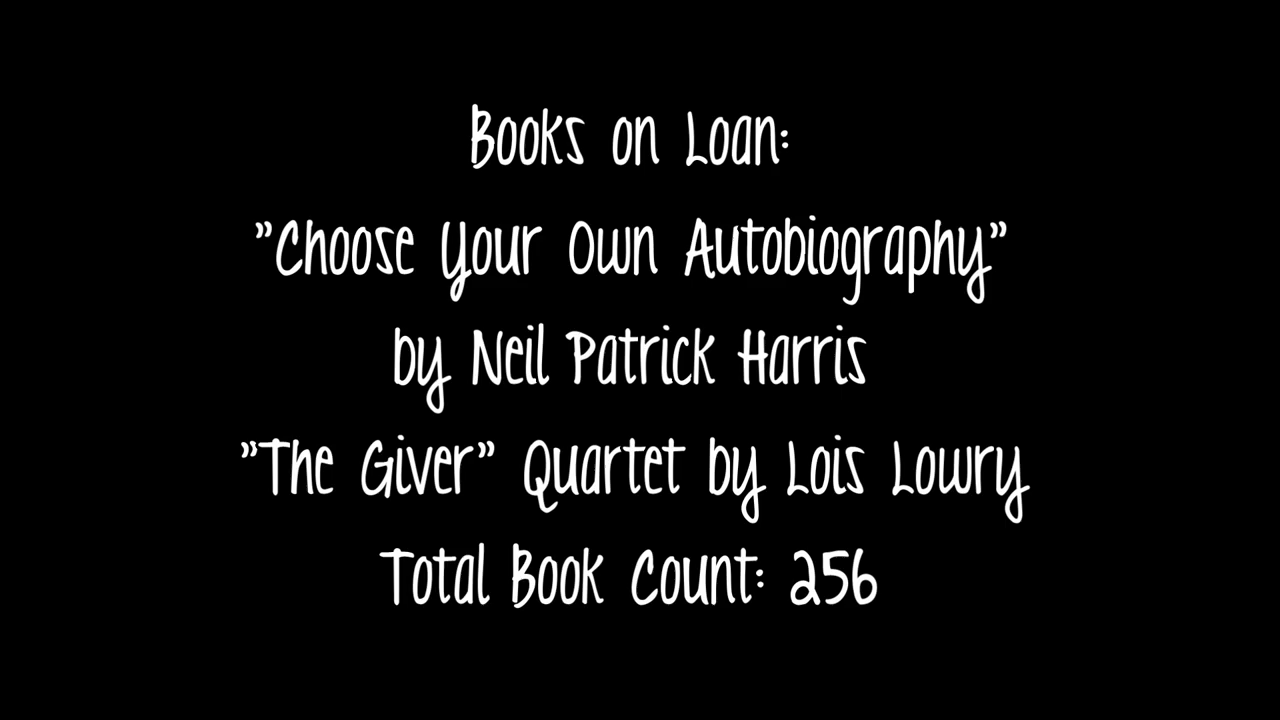 Books on Loan:
"Choose Your Own Autobiography"
by Neil Patrick Harris
"The Giver" Quartet by Lois Lowry
Total Book Count: 256